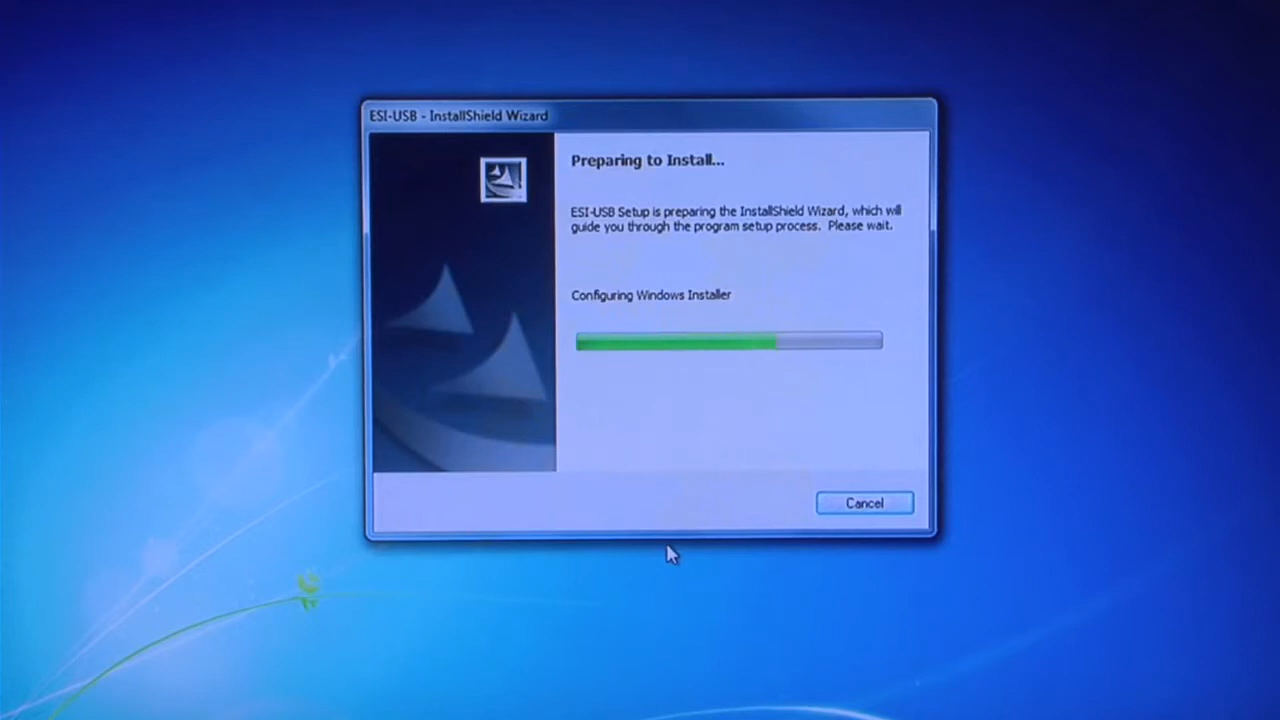 ESI-USB - InstallShield Wizard
Preparing to Install...
ESI-USB Setup is preparing the InstallShield Wizard, which will
guide you through the program setup process. Please wait.
Configuring Windows Installer
Cancel